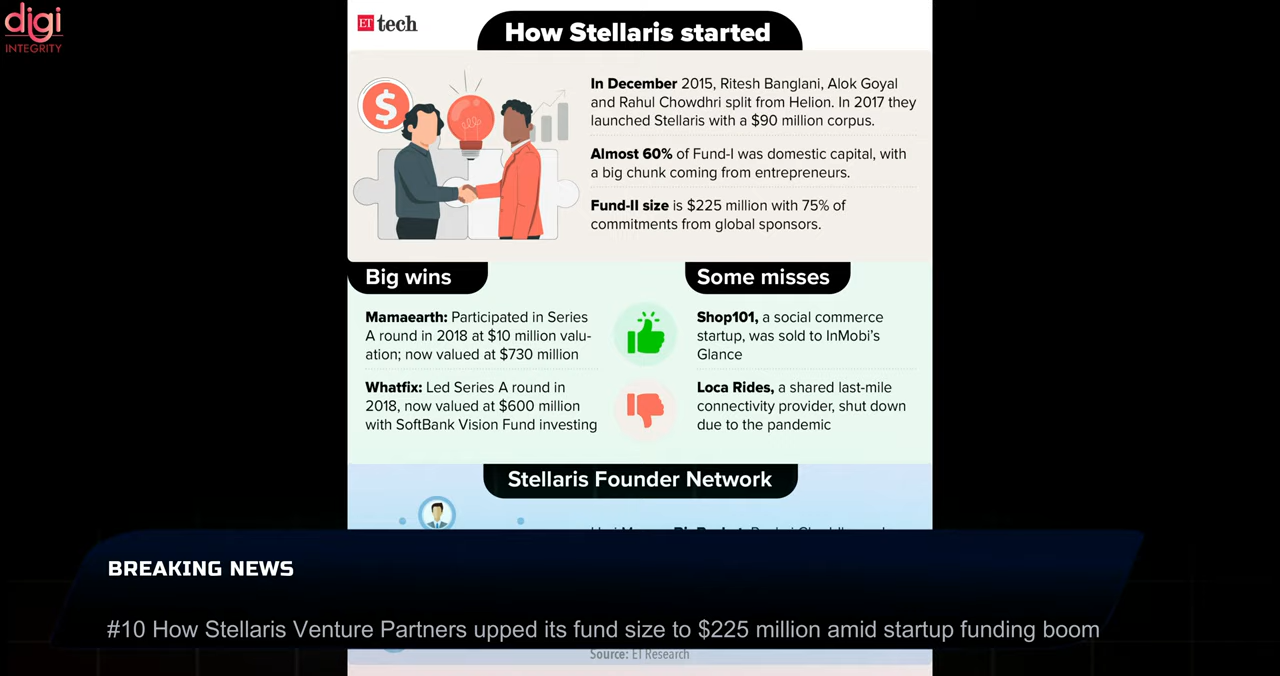 digi
INTEGRITY
ET tech
How Stellaris started
$
In December 2015, Ritesh Banglani, Alok Goyal
and Rahul Chowdhri split from Helion. In 2017 they
launched Stellaris with a $90 million corpus.
Almost 60% of Fund-I was domestic capital, with
a big chunk coming from entrepreneurs.
Fund-II size is $225 million with 75% of
commitments from global sponsors.
Big wins
Mamaearth: Participated in Series
A round in 2018 at $10 million valu-
ation; now valued at $730 million
Whatfix: Led Series A round in
2018, now valued at $600 million
with SoftBank Vision Fund investing
Some misses
Shop101, a social commerce
startup, was sold to InMobi's
Glance
Loca Rides, a shared last-mile
connectivity provider, shut down
due to the pandemic
Stellaris Founder Network
BREAKING NEWS
#10 How Stellaris Venture Partners upped its fund size to $225 million amid startup funding boom
Source: ET Research